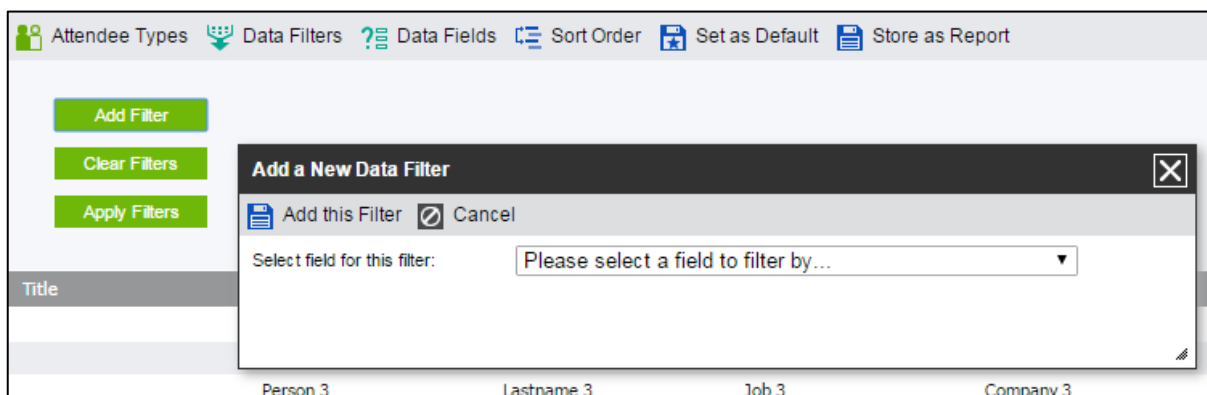 Attendee Types Data Filters Data Fields Sort Order Set as Default Store as Report
Add Filter
Clear Filters
Apply Filters
Add a New Data Filter
Add this Filter Cancel
Select field for this filter: Please select a field to filter by...
Title
Person 3 Lastname 3 Job 3 Company 3